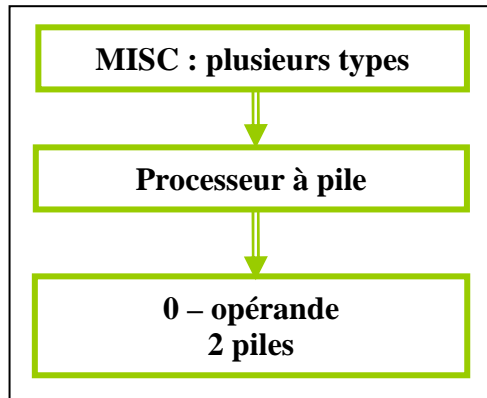 MISC : plusieurs types
Processeur à pile
0 – opérande
2 piles